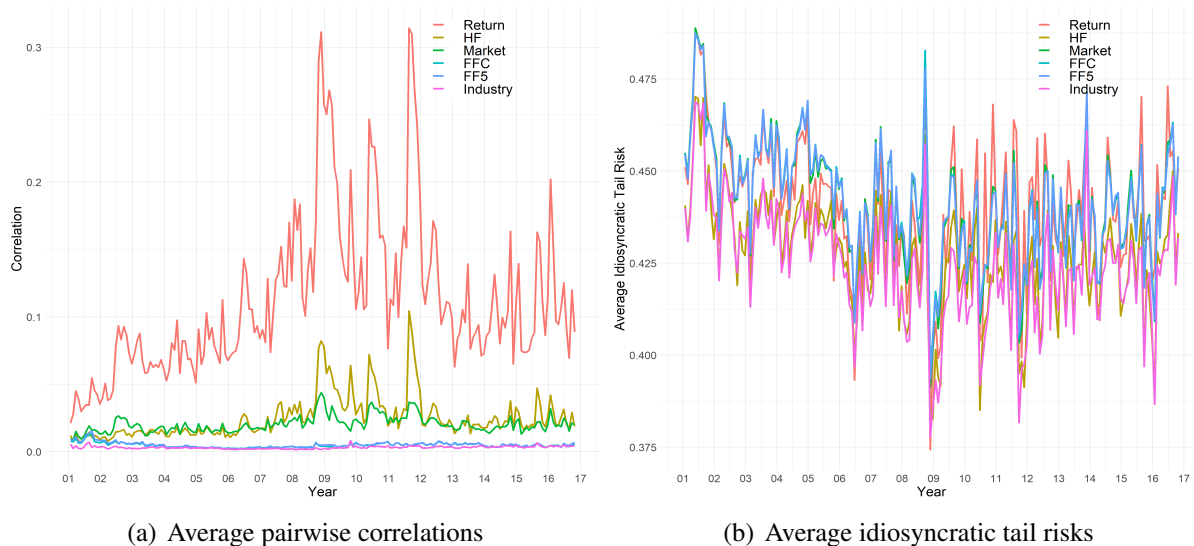 Return
HF
Market
FFC
FF5
Industry
0.3
0.2
0.1
0.0
Correlation
01 02 03 04 05 06 07 08 09 10 11 12 13 14 15 16 17
Year
(a) Average pairwise correlations
Return
HF
Market
FFC
FF5
Industry
0.475
0.450
0.425
0.400
0.375
Average Idiosyncratic Tail Risk
01 02 03 04 05 06 07 08 09 10 11 12 13 14 15 16 17
Year
(b) Average idiosyncratic tail risks